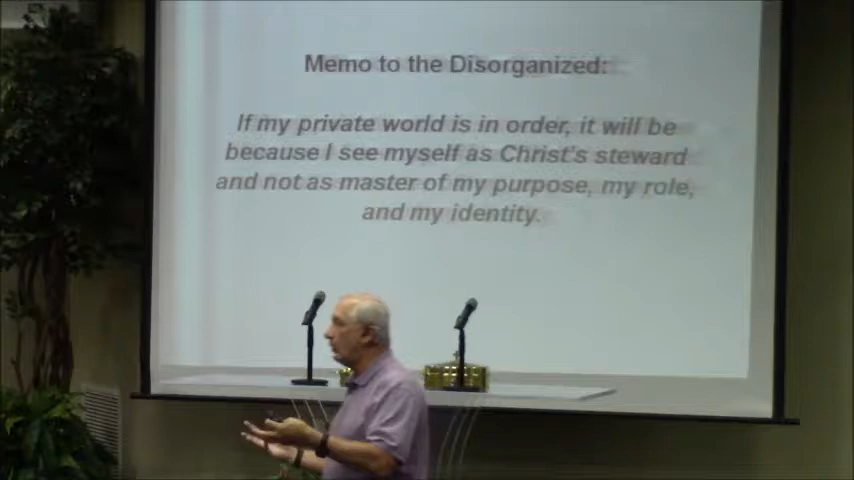 Memo to the Disorganized:
If my private world is in order, it will be
because I see myself as Christ's steward
and not as master of my purpose, my role,
and my identity.